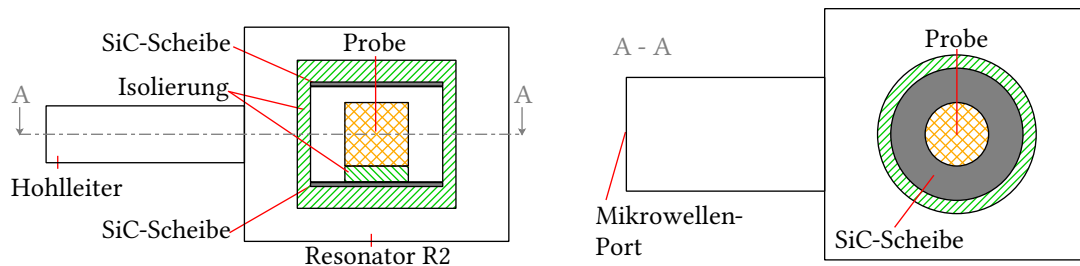 SiC-Scheibe
Probe
Isolierung
A
A
Hohlleiter
SiC-Scheibe
Resonator R2
A - A
Probe
Mikrowellen-
Port
SiC-Scheibe